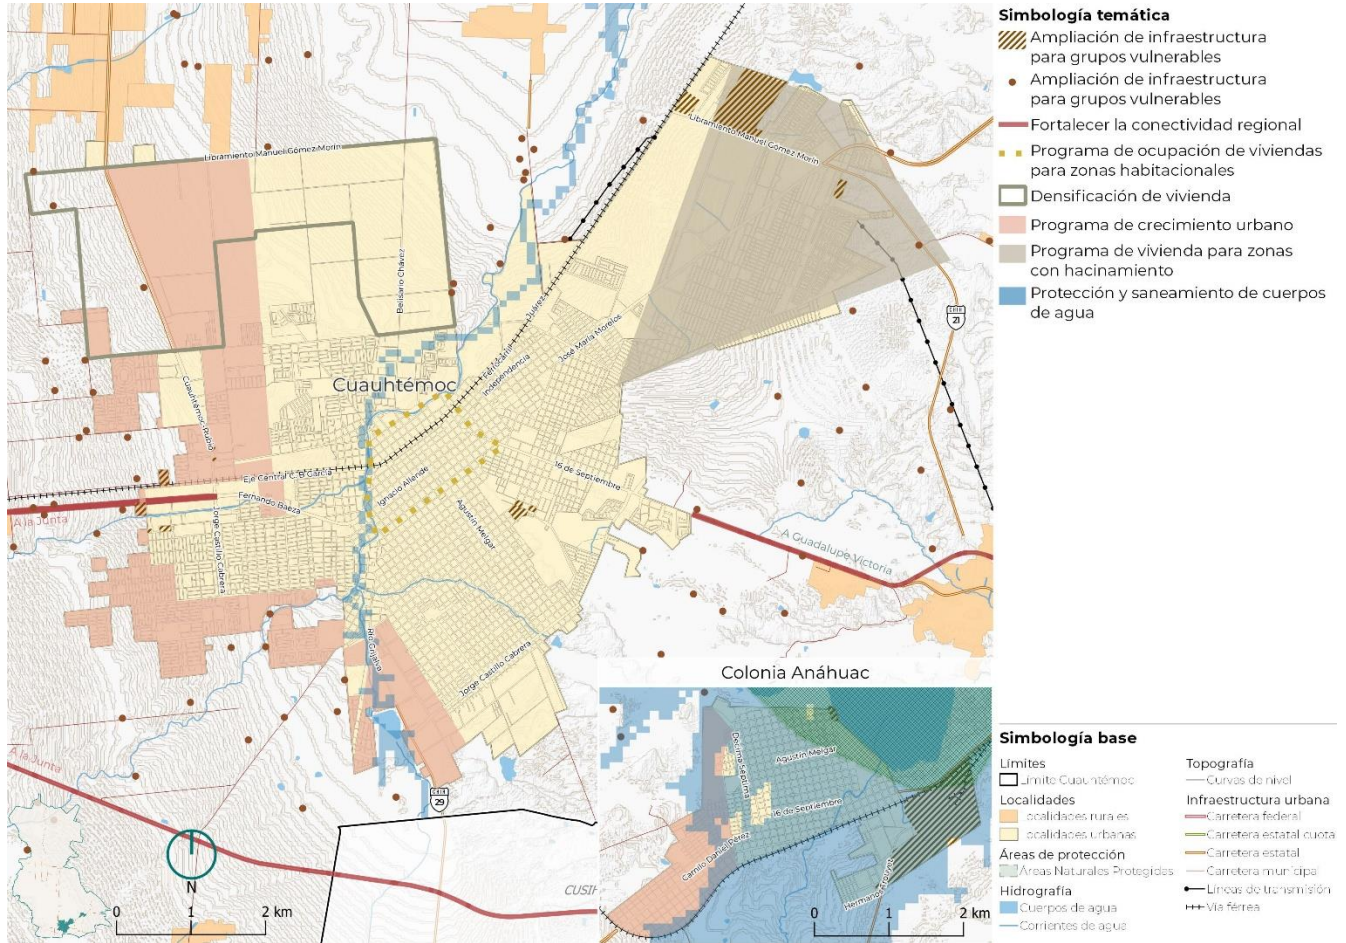 Simbología temática
Ampliación de infraestructura
para grupos vulnerables
Ampliación de infraestructura
para grupos vulnerables
Fortalecer la conectividad regional
Programa de ocupación de viviendas
para zonas habitacionales
Densificación de vivienda
Programa de crecimiento urbano
Programa de vivienda para zonas
con hacinamiento
Protección y saneamiento de cuerpos
de agua
Libramiento Manuel Gómez Morín
Libramiento Manuel Gómez Morín
Belisario Chávez
Juárez
Ferrocarril
Independencia
José María Morelos
21
Cuauhtémoc
Cuauhtémoc-Rubio
Eje Central C. B García
Fernando Baeza
Ignacio Allende
16 de Septiembre
Agustín Melgar
A la Junta
Jorge Castillo Cabrera
A Guadalupe Victoria
Río Grijalva
Jorge Castillo Cabrera
A la Junta
29
N
0 1 2 km
Colonia Anáhuac
Décima Séptima
Agustín Melgar
16 de Septiembre
Camilo Daniel Pérez
0 1 2 km
Simbología base
Límites
Límite Cuauhtémoc
Localidades
Localidades rurales
Localidades urbanas
Áreas de protección
Áreas Naturales Protegidas
Hidrografía
Cuerpos de agua
Corrientes de agua
Topografía
Curvas de nivel
Infraestructura urbana
Carretera federal
Carretera estatal cuota
Carretera estatal
Carretera municipal
Líneas de transmisión
Vía férrea